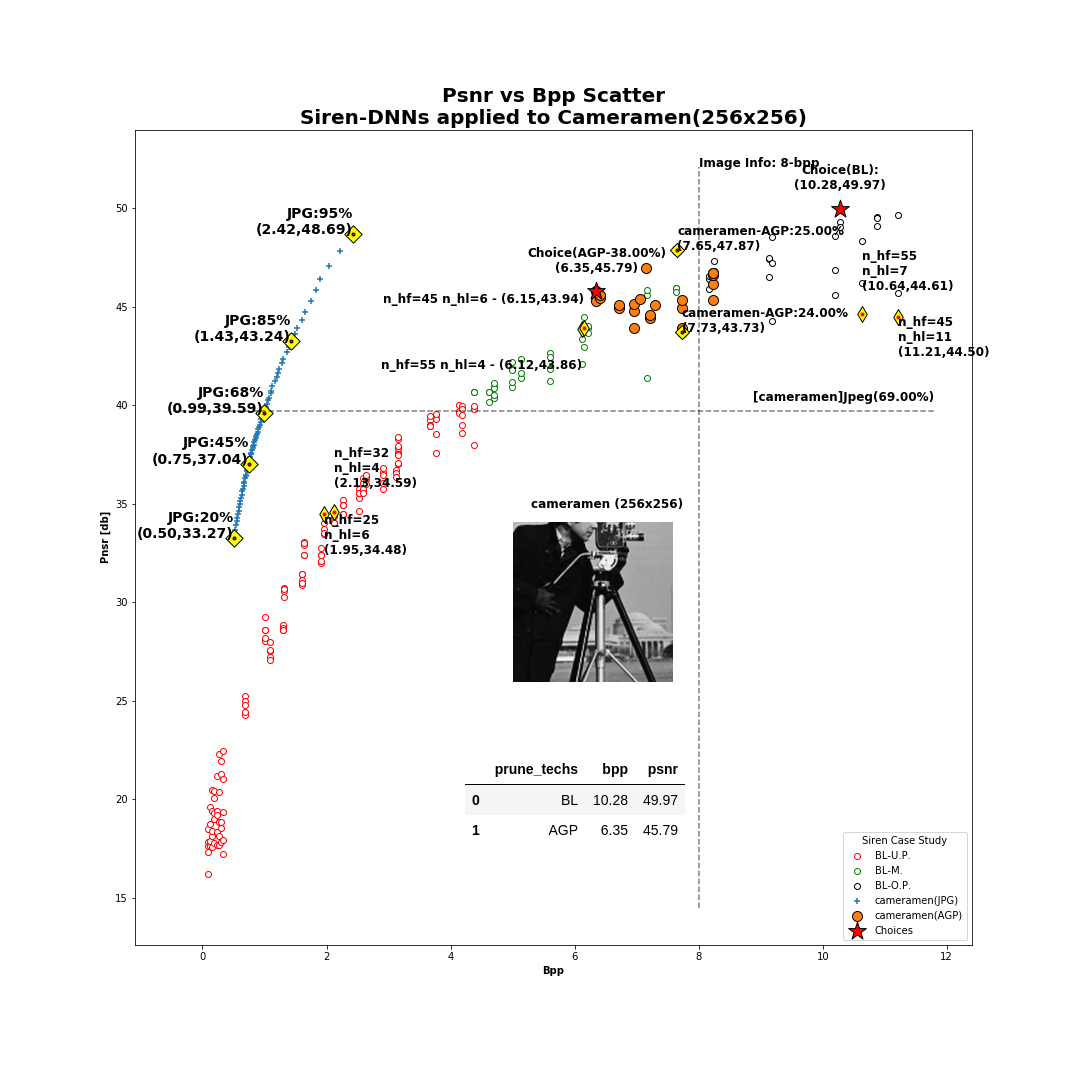 Psnr vs Bpp Scatter
Siren-DNNs applied to Cameramen(256x256)
Image Info: 8-bpp
Choice(BL):
(10.28,49.97)
JPG:95%
(2.42,48.69)
cameramen-AGP:25.00%
(7.65,47.87)
Choice(AGP-38.00%)
(6.35,45.79)
n_hf=55
n_hl=7
(10.64,44.61)
n_hf=45 n_hl=6 - (6.15,43.94)
JPG:85%
(1.43,43.24)
cameramen-AGP:24.00%
(7.73,43.73)
n_hf=45
n_hl=11
(11.21,44.50)
n_hf=55 n_hl=4 - (6.12,43.86)
JPG:68%
(0.99,39.59)
[cameramen]Jpeg(69.00%)
JPG:45%
(0.75,37.04)
n_hf=32
n_hl=4
(2.13,34.59)
JPG:20%
(0.50,33.27)
n_hf=25
n_hl=6
(1.95,34.48)
cameramen (256x256)
prune_techs bpp psnr
0 BL 10.28 49.97
1 AGP 6.35 45.79
Siren Case Study
BL-U.P.
BL-M.
BL-O.P.
cameramen(JPG)
cameramen(AGP)
Choices
Pnsr [db]
50
45
40
35
30
25
20
15
0 2 4 6 8 10 12
Bpp